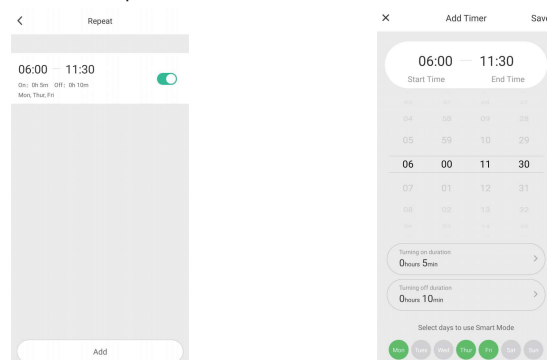 Repeat
06:00 — 11:30
On: 0h 5m Off: 0h 10m
Mon, Thur, Fri
Add
Add Timer Save
06:00 — 11:30
Start Time End Time
04 58 09 28
05 59 10 29
06 00 11 30
07 01 12 31
08 02 13 32
Turning on duration
0hours 5min
Turning off duration
0hours 10min
Select days to use Smart Mode
Mon Tues Wed Thur Fri Sat Sun